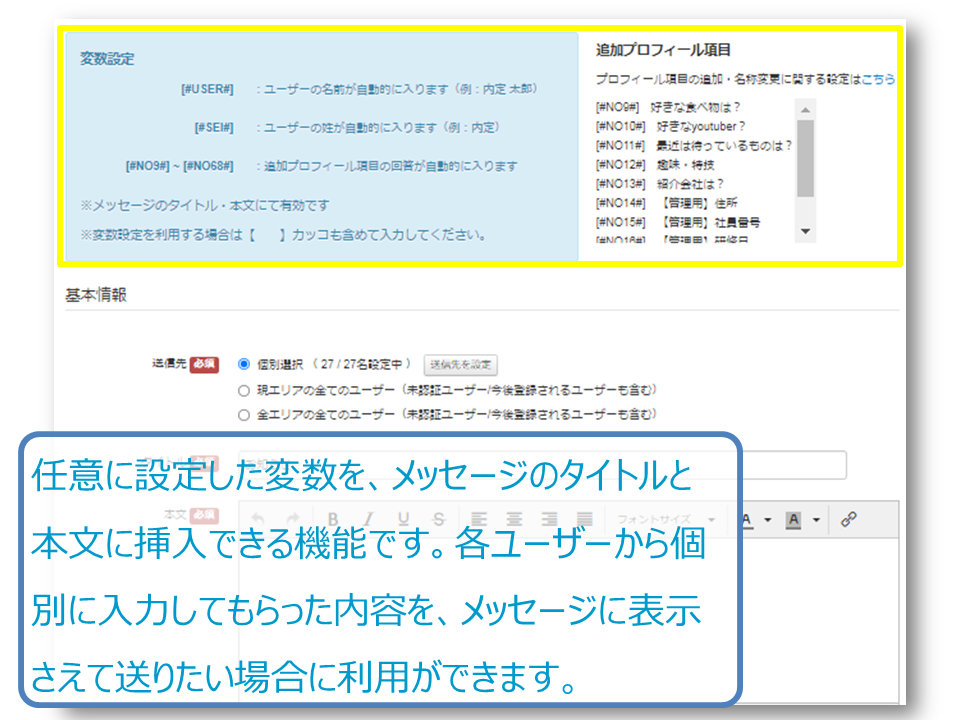 変数設定
[#USER#] ：ユーザーの名前が自動的に入ります（例：内定 太郎）
[#SEI#] ：ユーザーの姓が自動的に入ります（例：内定）
[#NO9#] ~ [#NO68#] ：追加プロフィール項目の回答が自動的に入ります
※メッセージのタイトル・本文にて有効です
※変数設定を利用する場合は【　　】カッコも含めて入力してください。
追加プロフィール項目
プロフィール項目の追加・名称変更に関する設定はこちら
[#NO9#] 好きな食べ物は？
[#NO10#] 好きなyoutuber？
[#NO11#] 最近は待っているものは？
[#NO12#] 趣味・特技
[#NO13#] 紹介会社は？
[#NO14#] 【管理用】住所
[#NO15#] 【管理用】社員番号
[#NO16#] 【管理用】研修日
基本情報
送信先 必須
個別選択 （ 27 / 27名設定中 ） 送信先を設定
現エリアの全てのユーザー（未認証ユーザー/今後登録されるユーザーも含む）
全エリアの全てのユーザー（未認証ユーザー/今後登録されるユーザーも含む）
本文 必須
B I U S フォントサイズ A A
任意に設定した変数を、メッセージのタイトルと
本文に挿入できる機能です。各ユーザーから個
別に入力してもらった内容を、メッセージに表示
さえて送りたい場合に利用ができます。